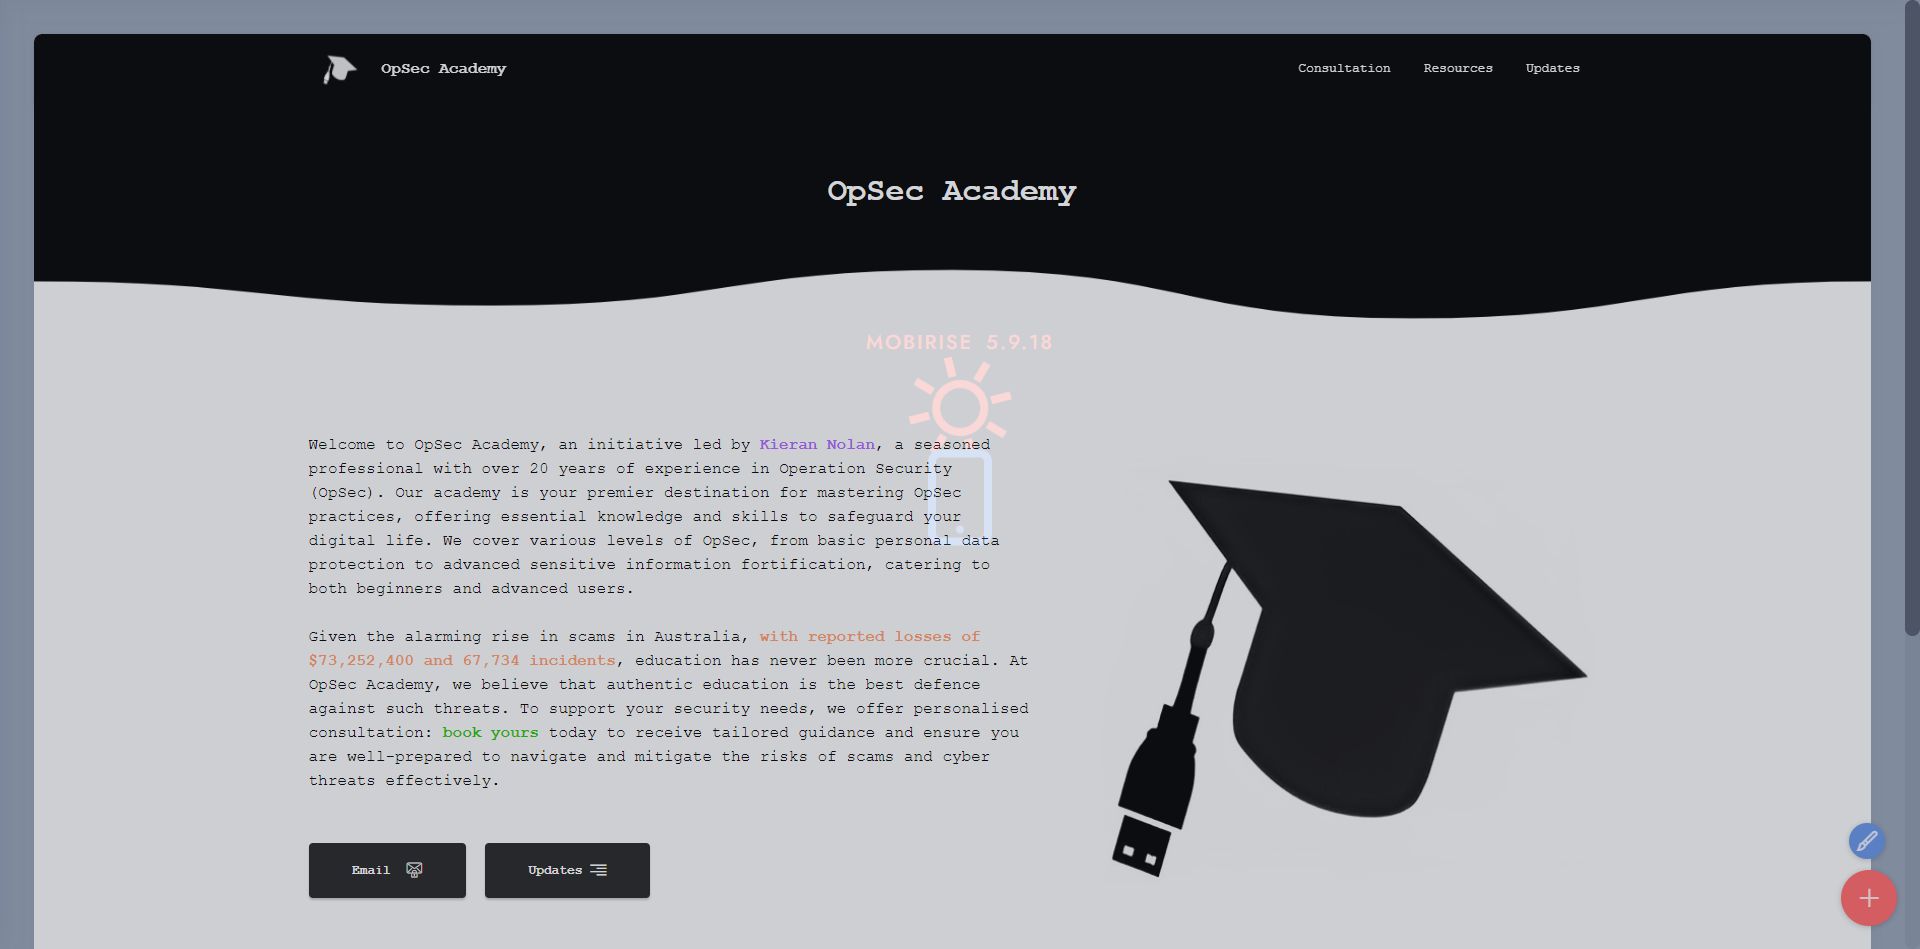 OpSec Academy
Consultation
Resources
Updates
OpSec Academy
MOBIRISE 5.9.18
Welcome to OpSec Academy, an initiative led by Kieran Nolan, a seasoned
professional with over 20 years of experience in Operation Security
(OpSec). Our academy is your premier destination for mastering OpSec
practices, offering essential knowledge and skills to safeguard your
digital life. We cover various levels of OpSec, from basic personal data
protection to advanced sensitive information fortification, catering to
both beginners and advanced users.
Given the alarming rise in scams in Australia, with reported losses of
$73,252,400 and 67,734 incidents, education has never been more crucial. At
OpSec Academy, we believe that authentic education is the best defence
against such threats. To support your security needs, we offer personalised
consultation: book yours today to receive tailored guidance and ensure you
are well-prepared to navigate and mitigate the risks of scams and cyber
threats effectively.
Email
Updates